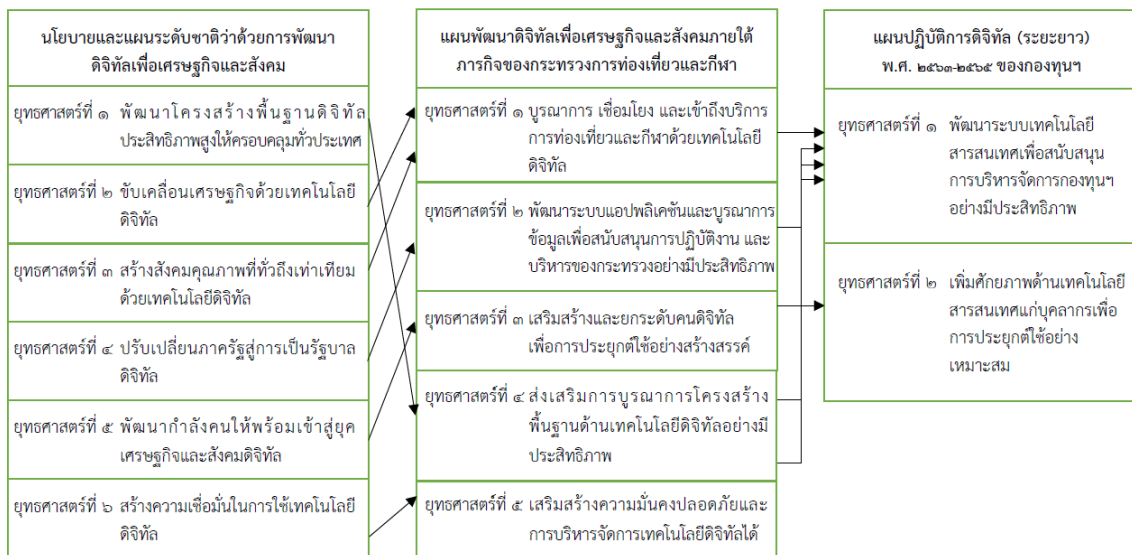 นโยบายและแผนระดับชาติว่าด้วยการพัฒนา
ดิจิทัลเพื่อเศรษฐกิจและสังคม
ยุทธศาสตร์ที่ ๑ พัฒนาโครงสร้างพื้นฐานดิจิทัล
ประสิทธิภาพสูงให้ครอบคลุมทั่วประเทศ
ยุทธศาสตร์ที่ ๒ ขับเคลื่อนเศรษฐกิจด้วยเทคโนโลยี
ดิจิทัล
ยุทธศาสตร์ที่ ๓ สร้างสังคมคุณภาพที่ทั่วถึงเท่าเทียม
ด้วยเทคโนโลยีดิจิทัล
ยุทธศาสตร์ที่ ๔ ปรับเปลี่ยนภาครัฐสู่การเป็นรัฐบาล
ดิจิทัล
ยุทธศาสตร์ที่ ๕ พัฒนากำลังคนให้พร้อมเข้าสู่ยุค
เศรษฐกิจและสังคมดิจิทัล
ยุทธศาสตร์ที่ ๖ สร้างความเชื่อมั่นในการใช้เทคโนโลยี
ดิจิทัล
แผนพัฒนาดิจิทัลเพื่อเศรษฐกิจและสังคมภายใต้
ภารกิจของกระทรวงการท่องเที่ยวและกีฬา
ยุทธศาสตร์ที่ ๑ บูรณาการ เชื่อมโยง และเข้าถึงบริการ
การท่องเที่ยวและกีฬาด้วยเทคโนโลยี
ดิจิทัล
ยุทธศาสตร์ที่ ๒ พัฒนาระบบแอปพลิเคชันและบูรณาการ
ข้อมูลเพื่อสนับสนุนการปฏิบัติงาน และ
บริหารของกระทรวงอย่างมีประสิทธิภาพ
ยุทธศาสตร์ที่ ๓ เสริมสร้างและยกระดับคนดิจิทัล
เพื่อการประยุกต์ใช้อย่างสร้างสรรค์
ยุทธศาสตร์ที่ ๔ ส่งเสริมการบูรณาการโครงสร้าง
พื้นฐานด้านเทคโนโลยีดิจิทัลอย่างมี
ประสิทธิภาพ
ยุทธศาสตร์ที่ ๕ เสริมสร้างความมั่นคงปลอดภัยและ
การบริหารจัดการเทคโนโลยีดิจิทัลได้
แผนปฏิบัติการดิจิทัล (ระยะยาว)
พ.ศ. ๒๕๖๓-๒๕๖๕ ของกองทุนฯ
ยุทธศาสตร์ที่ ๑ พัฒนาระบบเทคโนโลยี
สารสนเทศเพื่อสนับสนุน
การบริหารจัดการกองทุนฯ
อย่างมีประสิทธิภาพ
ยุทธศาสตร์ที่ ๒ เพิ่มศักยภาพด้านเทคโนโลยี
สารสนเทศแก่บุคลากรเพื่อ
การประยุกต์ใช้อย่าง
เหมาะสม